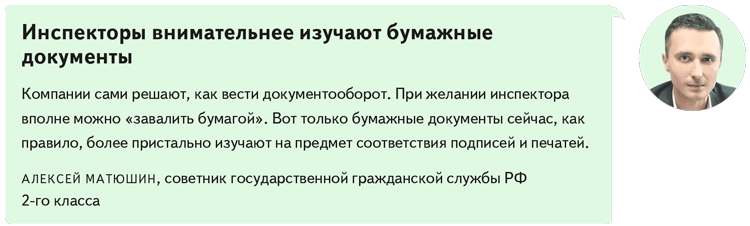 Инспекторы внимательнее изучают бумажные
документы
Компании сами решают, как вести документооборот. При желании инспектора
вполне можно «завалить бумагой». Вот только бумажные документы сейчас, как
правило, более пристально изучают на предмет соответствия подписей и печатей.
АЛЕКСЕЙ МАТЮШИН, советник государственной гражданской службы РФ
2-го класса